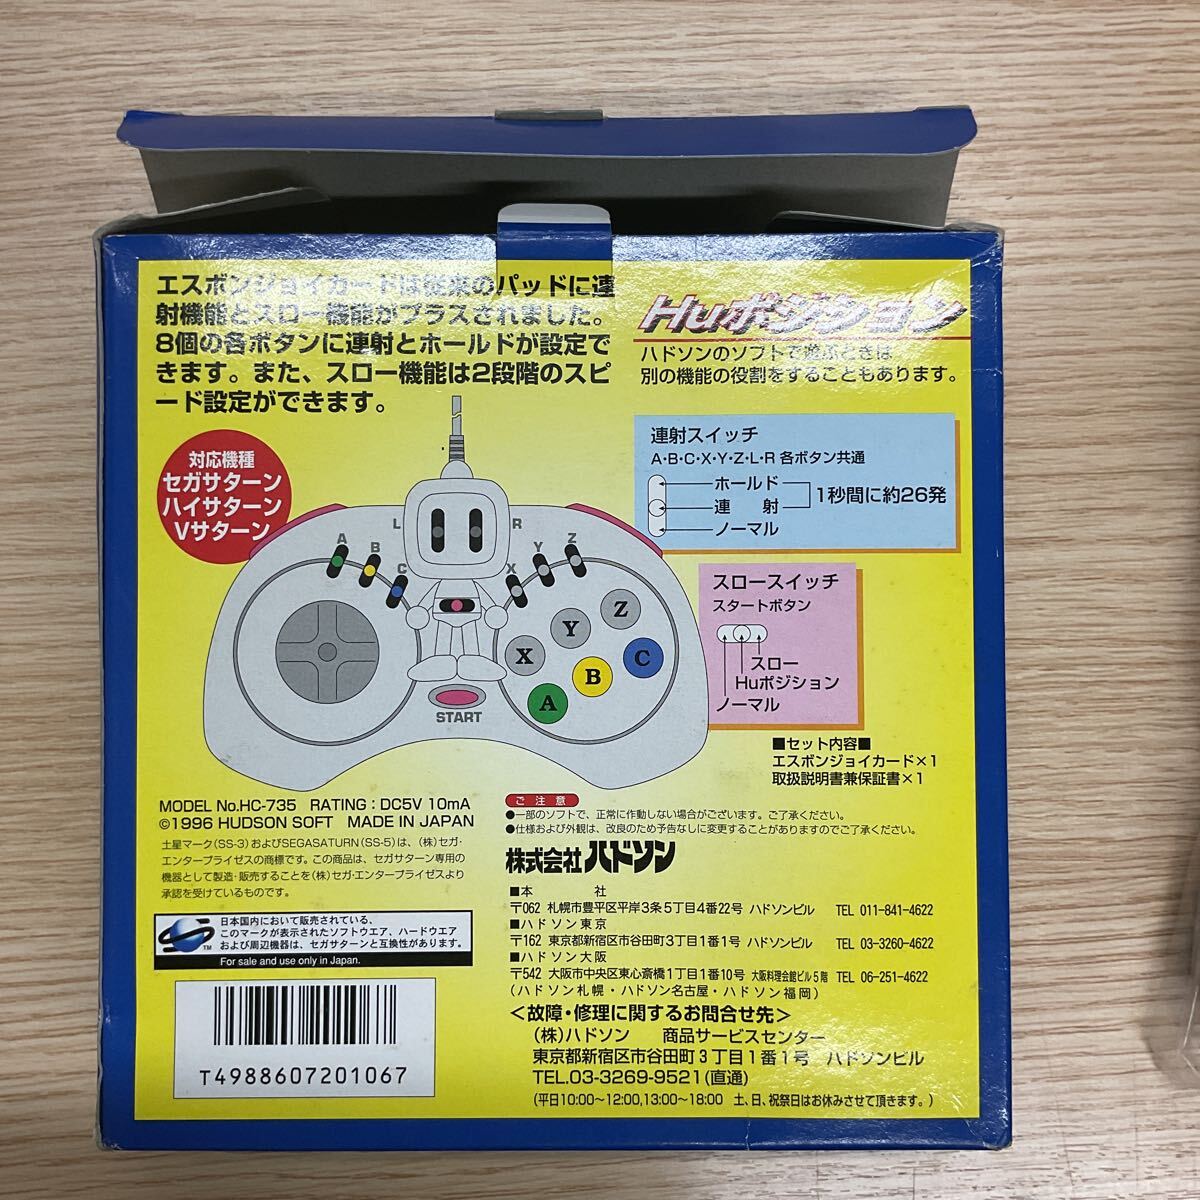 エスボンジョイカードは従来のパッドに連
射機能とスロー機能がプラスされました。
8個の各ボタンに連射とホールドが設定で
きます。また、スロー機能は2段階のスピ
ード設定ができます。
Huポジション
ハドソンのソフトで遊ぶときは
別の機能の役割をすることもあります。
対応機種
セガサターン
ハイサターン
Vサターン
連射スイッチ
A・B・C・X・Y・Z・L・R 各ボタン共通
ホールド
連 射
ノーマル
1秒間に約26発
スロースイッチ
スタートボタン
スロー
Huポジション
ノーマル
L
R
A
B
C
X
Y
Z
X
Y
Z
A
B
C
START
■セット内容■
エスボンジョイカード×1
取扱説明書兼保証書×1
MODEL No.HC-735 RATING : DC5V 10mA
©1996 HUDSON SOFT MADE IN JAPAN
土星マーク(SS-3)およびSEGASATURN(SS-5)は、(株)セガ・
エンタープライゼスの商標です。この商品は、セガサターン専用の
機器として製造・販売することを(株)セガ・エンタープライゼスより
承認を受けているものです。
TM
日本国内において販売されている、
このマークが表示されたソフトウエア、ハードウエア
および周辺機器は、セガサターンと互換性があります。
For sale and use only in Japan.
T4988607201067
ご注意
●一部のソフトで、正常に作動しない場合がございます。ご了承ください。
●仕様および外観は、改良のため予告なしに変更することがありますのでご了承ください。
株式会社ハドソン
■本 社
〒062 札幌市豊平区平岸3条5丁目4番22号 ハドソンビル TEL 011-841-4622
■ハドソン東京
〒162 東京都新宿区市谷田町3丁目1番1号 ハドソンビル TEL 03-3260-4622
■ハドソン大阪
〒542 大阪市中央区東心斎橋1丁目1番10号 大阪料理会館ビル5階 TEL 06-251-4622
(ハドソン札幌・ハドソン名古屋・ハドソン福岡)
<故障・修理に関するお問合せ先>
(株)ハドソン 商品サービスセンター
東京都新宿区市谷田町3丁目1番1号 ハドソンビル
TEL.03-3269-9521(直通)
(平日10:00~12:00,13:00~18:00 土、日、祝祭日はお休みさせて頂きます。)